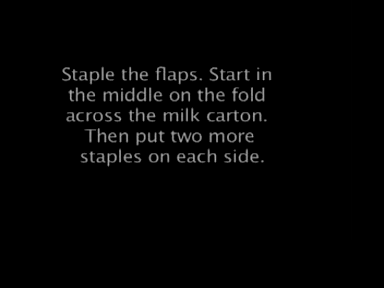 Staple the flaps. Start in
the middle on the fold
across the milk carton.
Then put two more
staples on each side.